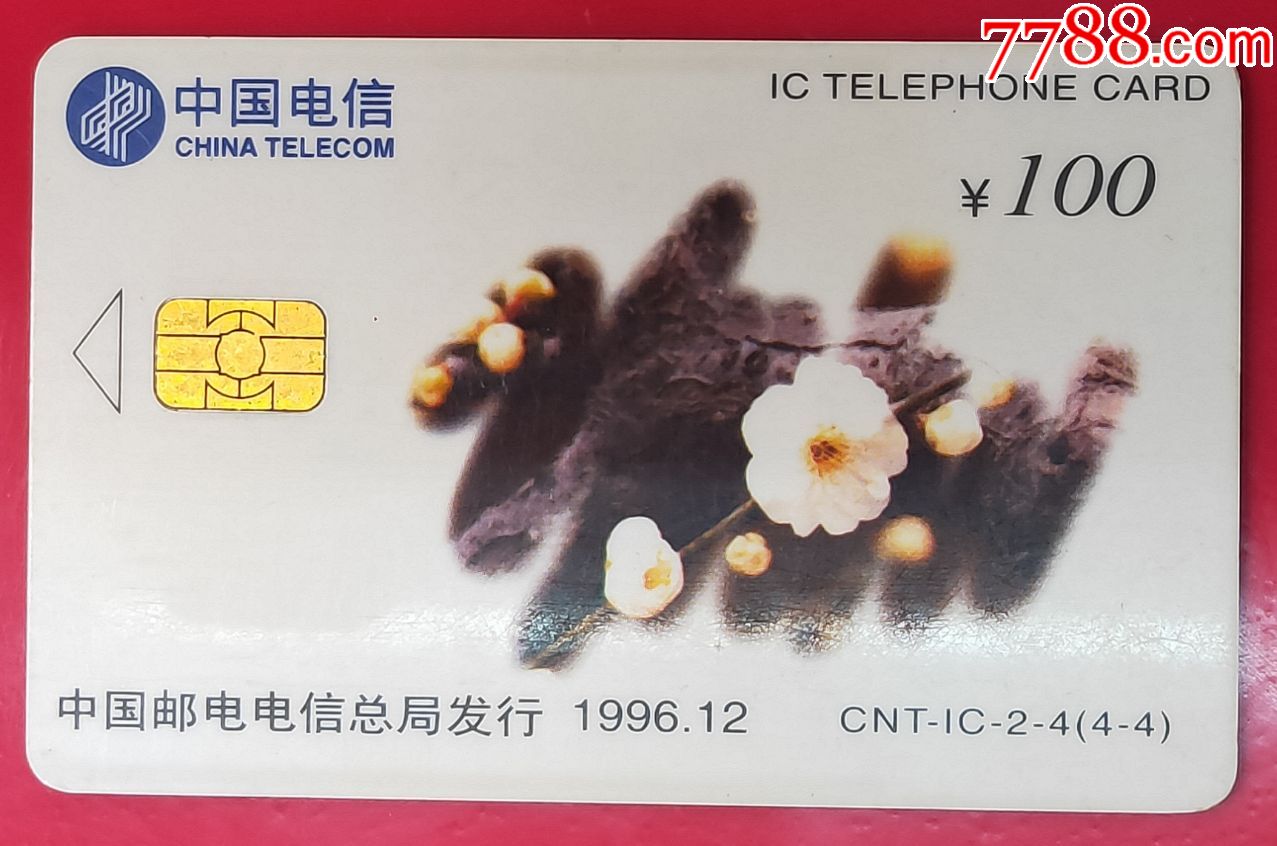 7788.com
中国电信
CHINA TELECOM
IC TELEPHONE CARD
¥100
中国邮电电信总局发行 1996.12
CNT-IC-2-4(4-4)